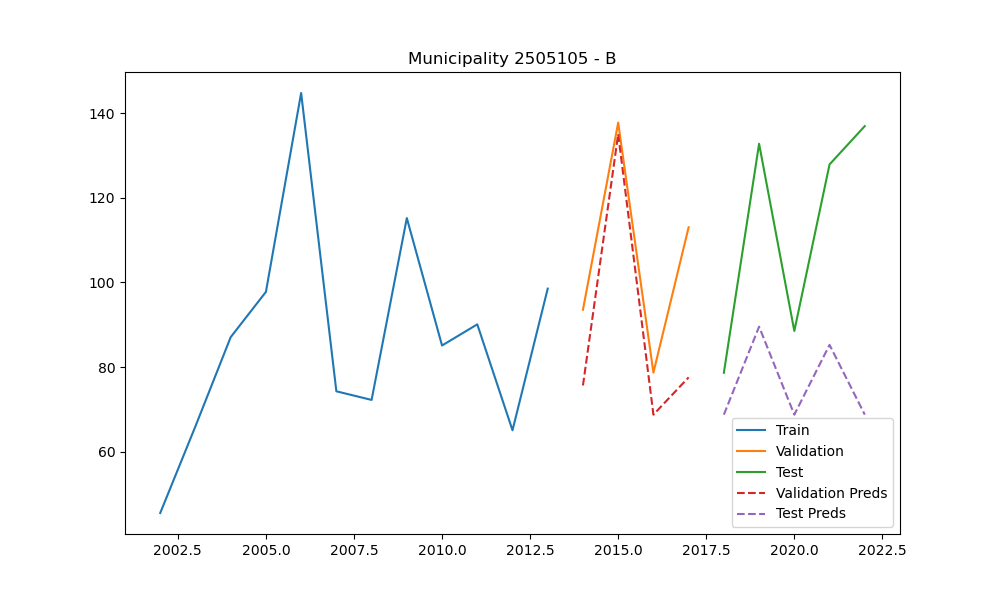 Municipality 2505105 - B
140
120
100
80
60
2002.5 2005.0 2007.5 2010.0 2012.5 2015.0 2017.5 2020.0 2022.5
Train
Validation
Test
Validation Preds
Test Preds